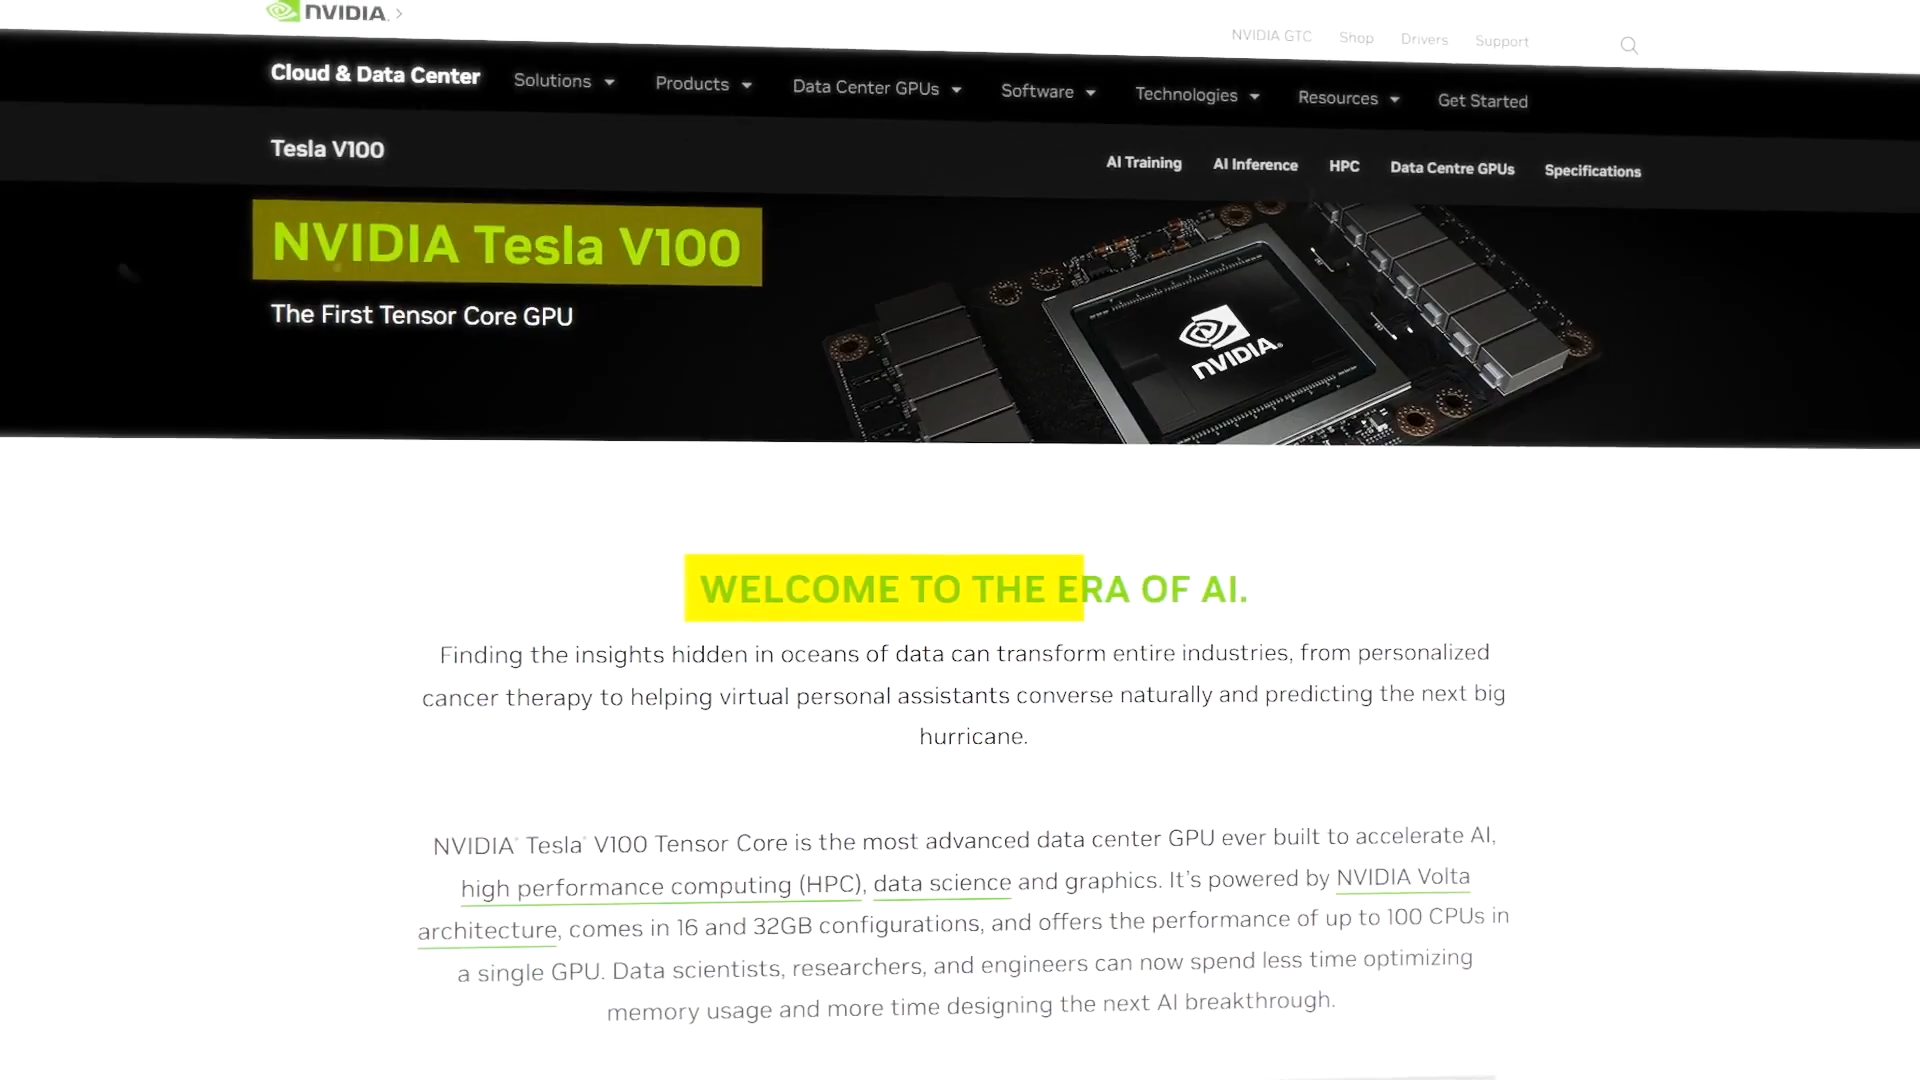 NVIDIA.
NVIDIA GTC Shop Drivers Support
Cloud & Data Center Solutions Products Data Center GPUs Software Technologies Resources Get Started
Tesla V100
AI Training AI Inference HPC Data Centre GPUs Specifications
NVIDIA Tesla V100
The First Tensor Core GPU
NVIDIA
WELCOME TO THE ERA OF AI.
Finding the insights hidden in oceans of data can transform entire industries, from personalized
cancer therapy to helping virtual personal assistants converse naturally and predicting the next big
hurricane.
NVIDIA® Tesla® V100 Tensor Core is the most advanced data center GPU ever built to accelerate AI,
high performance computing (HPC), data science and graphics. It's powered by NVIDIA Volta
architecture, comes in 16 and 32GB configurations, and offers the performance of up to 100 CPUs in
a single GPU. Data scientists, researchers, and engineers can now spend less time optimizing
memory usage and more time designing the next AI breakthrough.